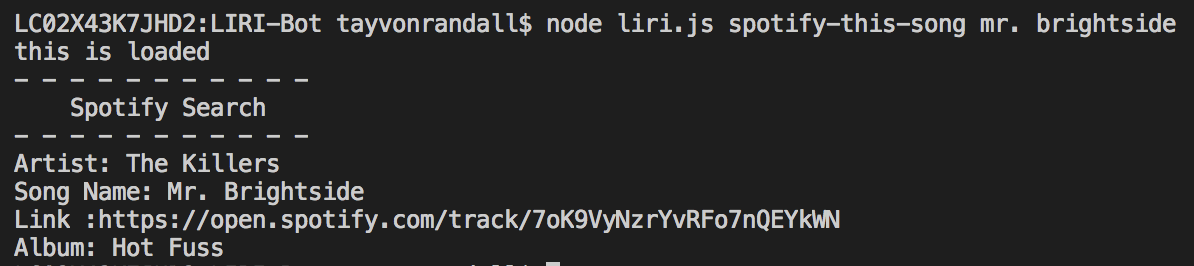 LC02X43K7JHD2:LIRI-Bot tayvonrandall$ node liri.js spotify-this-song mr. brightside
this is loaded
- - - - - - - - - - -
    Spotify Search
- - - - - - - - - - -
Artist: The Killers
Song Name: Mr. Brightside
Link :https://open.spotify.com/track/7oK9VyNzrYvRFo7nQEYkWN
Album: Hot Fuss